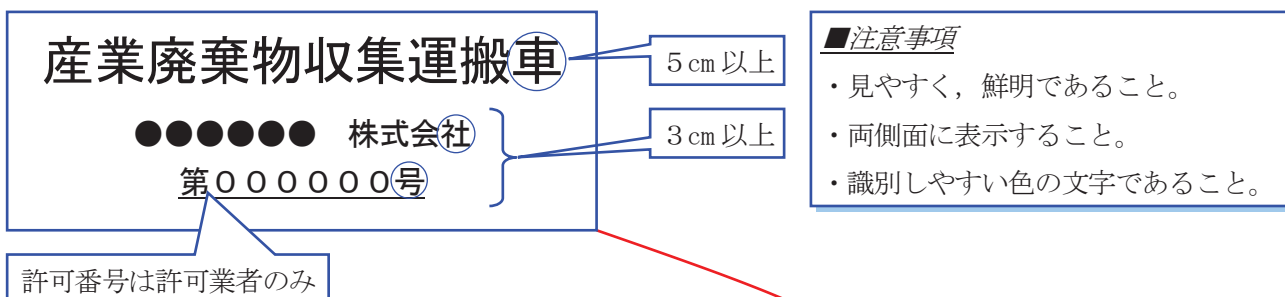 産業廃棄物収集運搬車
●●●●●● 株式会社
第００００００号
５cm以上
３cm以上
許可番号は許可業者のみ
■注意事項
・見やすく，鮮明であること。
・両側面に表示すること。
・識別しやすい色の文字であること。